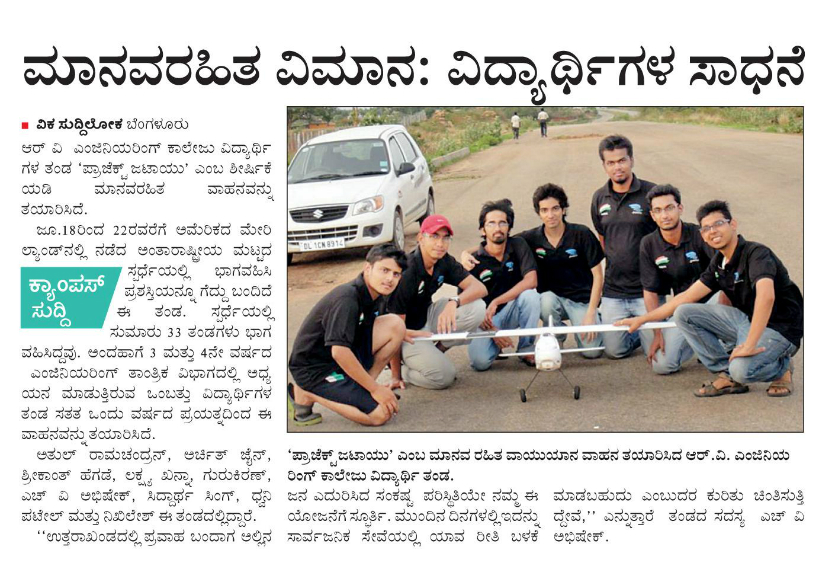 ಮಾನವರಹಿತ ವಿಮಾನ: ವಿದ್ಯಾರ್ಥಿಗಳ ಸಾಧನೆ
ವಿಕ ಸುದ್ದಿಲೋಕ ಬೆಂಗಳೂರು
ಆರ್ ವಿ ಎಂಜಿನಿಯರಿಂಗ್ ಕಾಲೇಜು ವಿದ್ಯಾರ್ಥಿ
ಗಳ ತಂಡ ‘ಪ್ರಾಜೆಕ್ಟ್ ಜಟಾಯು’ ಎಂಬ ಶೀರ್ಷಿಕೆ
ಯಡಿ ಮಾನವರಹಿತ ವಾಹನವನ್ನು
ತಯಾರಿಸಿದೆ.
ಜೂ.18ರಿಂದ 22ರವರೆಗೆ ಅಮೆರಿಕದ ಮೇರಿ
ಲ್ಯಾಂಡ್‌ನಲ್ಲಿ ನಡೆದ ಅಂತಾರಾಷ್ಟ್ರೀಯ ಮಟ್ಟದ
ಸ್ಪರ್ಧೆಯಲ್ಲಿ ಭಾಗವಹಿಸಿ
ಪ್ರಶಸ್ತಿಯನ್ನೂ ಗೆದ್ದು ಬಂದಿದೆ
ಈ ತಂಡ. ಸ್ಪರ್ಧೆಯಲ್ಲಿ
ಸುಮಾರು 33 ತಂಡಗಳು ಭಾಗ
ವಹಿಸಿದ್ದವು. ಅಂದಹಾಗೆ 3 ಮತ್ತು 4ನೇ ವರ್ಷದ
ಎಂಜಿನಿಯರಿಂಗ್ ತಾಂತ್ರಿಕ ವಿಭಾಗದಲ್ಲಿ ಅಧ್ಯ
ಯನ ಮಾಡುತ್ತಿರುವ ಒಂಬತ್ತು ವಿದ್ಯಾರ್ಥಿಗಳ
ತಂಡ ಸತತ ಒಂದು ವರ್ಷದ ಪ್ರಯತ್ನದಿಂದ ಈ
ವಾಹನವನ್ನು ತಯಾರಿಸಿದೆ.
ಅತುಲ್ ರಾಮಚಂದ್ರನ್, ಅರ್ಚಿತ್ ಜೈನ್,
ಶ್ರೀಕಾಂತ್ ಹೆಗಡೆ, ಲಕ್ಷ್ಯ ಖನ್ನಾ, ಗುರುಕಿರಣ್,
ಎಚ್ ವಿ ಅಭಿಷೇಕ್, ಸಿದ್ದಾರ್ಥ ಸಿಂಗ್, ಧ್ವನಿ
ಪಟೇಲ್ ಮತ್ತು ನಿಖಿಲೇಶ್ ಈ ತಂಡದಲ್ಲಿದ್ದಾರೆ.
‘‘ಉತ್ತರಾಖಂಡದಲ್ಲಿ ಪ್ರವಾಹ ಬಂದಾಗ ಅಲ್ಲಿನ
ಕ್ಯಾಂಪಸ್
ಸುದ್ದಿ
DL 1CN 8914
‘ಪ್ರಾಜೆಕ್ಟ್ ಜಟಾಯು’ ಎಂಬ ಮಾನವ ರಹಿತ ವಾಯುಯಾನ ವಾಹನ ತಯಾರಿಸಿದ ಆರ್.ವಿ. ಎಂಜಿನಿಯ
ರಿಂಗ್ ಕಾಲೇಜು ವಿದ್ಯಾರ್ಥಿ ತಂಡ.
ಜನ ಎದುರಿಸಿದ ಸಂಕಷ್ಟ ಪರಿಸ್ಥಿತಿಯೇ ನಮ್ಮ ಈ
ಯೋಜನೆಗೆ ಸ್ಫೂರ್ತಿ. ಮುಂದಿನ ದಿನಗಳಲ್ಲಿ ಇದನ್ನು
ಸಾರ್ವಜನಿಕ ಸೇವೆಯಲ್ಲಿ ಯಾವ ರೀತಿ ಬಳಕೆ
ಮಾಡಬಹುದು ಎಂಬುದರ ಕುರಿತು ಚಿಂತಿಸುತ್ತಿ
ದ್ದೇವೆ,’’ ಎನ್ನುತ್ತಾರೆ ತಂಡದ ಸದಸ್ಯ ಎಚ್ ವಿ
ಅಭಿಷೇಕ್.